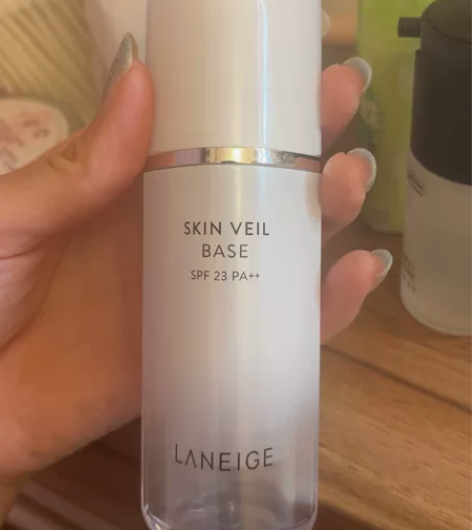 SKIN VEIL
BASE
SPF 23 PA++
LANEIGE